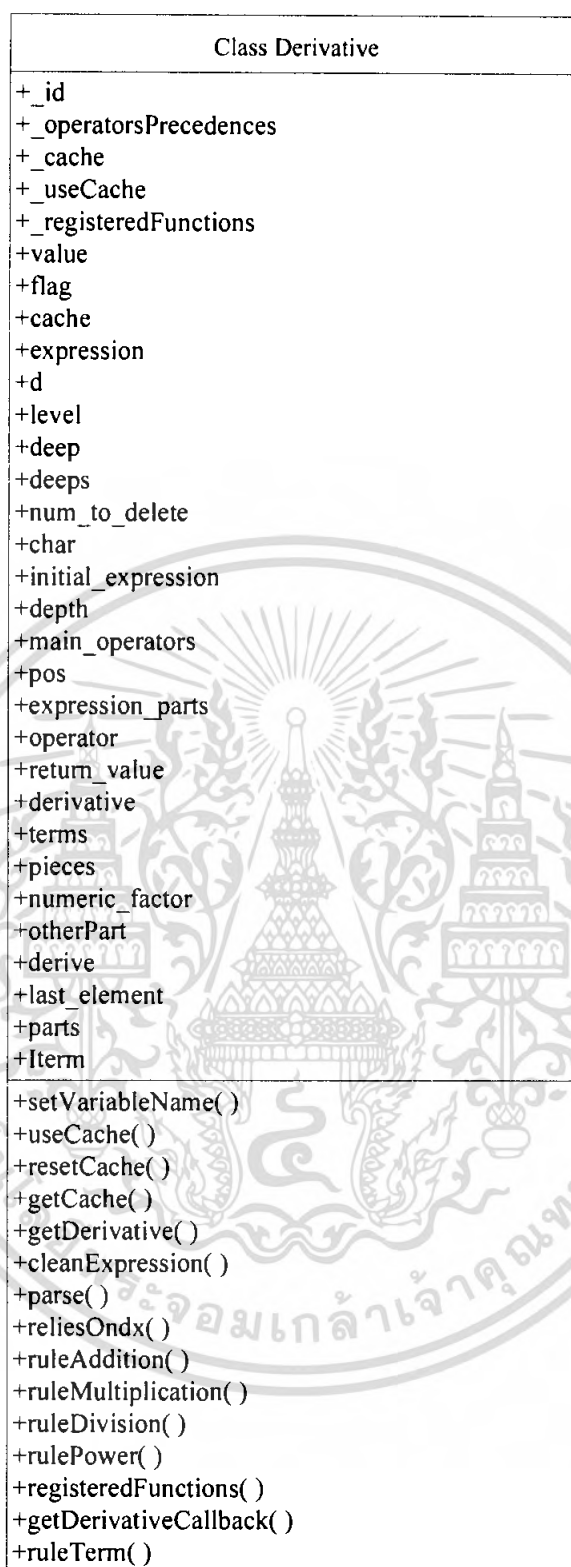 Class Derivative
+_id
+_operatorsPrecedences
+_cache
+_useCache
+_registeredFunctions
+value
+flag
+cache
+expression
+d
+level
+deep
+deeps
+num_to_delete
+char
+initial_expression
+depth
+main_operators
+pos
+expression_parts
+operator
+return_value
+derivative
+terms
+pieces
+numeric_factor
+otherPart
+derive
+last_element
+parts
+Iterm
+setVariableName( )
+useCache( )
+resetCache( )
+getCache( )
+getDerivative( )
+cleanExpression( )
+parse( )
+reliesOndx( )
+ruleAddition( )
+ruleMultiplication( )
+ruleDivision( )
+rulePower( )
+registeredFunctions( )
+getDerivativeCallback( )
+ruleTerm( )